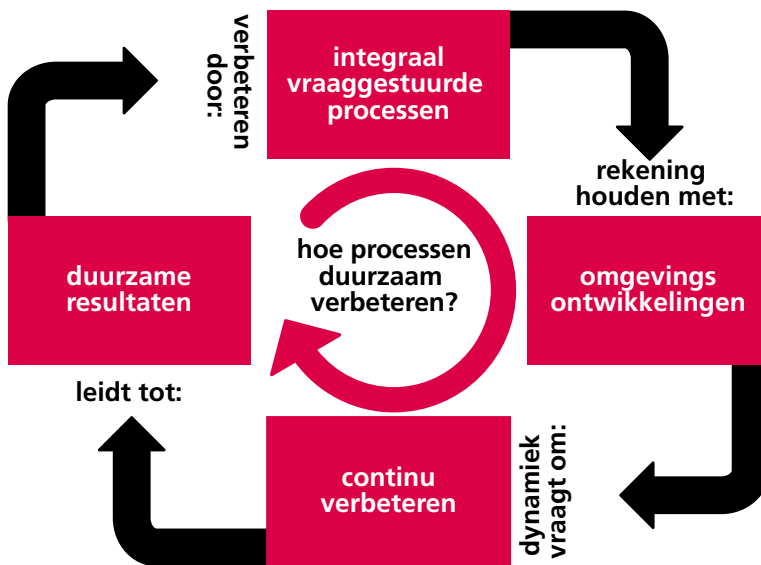 verbeteren
door:
integraal
vraaggestuurde
processen
rekening
houden met:
omgevings
ontwikkelingen
dynamiek
vraagt om:
continu
verbeteren
leidt tot:
duurzame
resultaten
hoe processen
duurzaam
verbeteren?